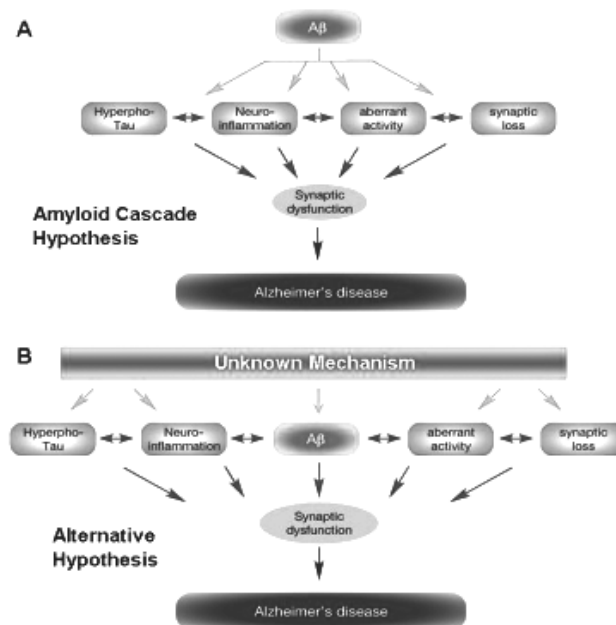 A
Aβ
Hyperpho-
Tau
Neuro-
inflammation
aberrant
activity
synaptic
loss
Synaptic
dysfunction
Amyloid Cascade
Hypothesis
Alzheimer's disease
B
Unknown Mechanism
Hyperpho-
Tau
Neuro-
inflammation
Aβ
aberrant
activity
synaptic
loss
Synaptic
dysfunction
Alternative
Hypothesis
Alzheimer's disease